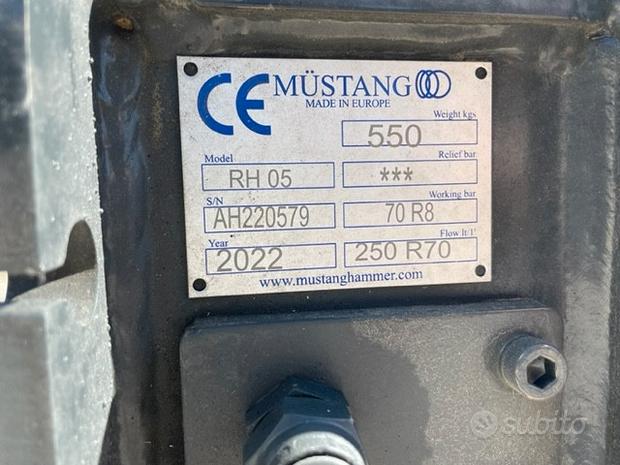 CE MÜSTANG
MADE IN EUROPE
Weight kgs
550
Model Relief bar
RH 05 ***
S/N Working bar
AH220579 70 R8
Year Flow lt/1'
2022 250 R70
www.mustanghammer.com
subito